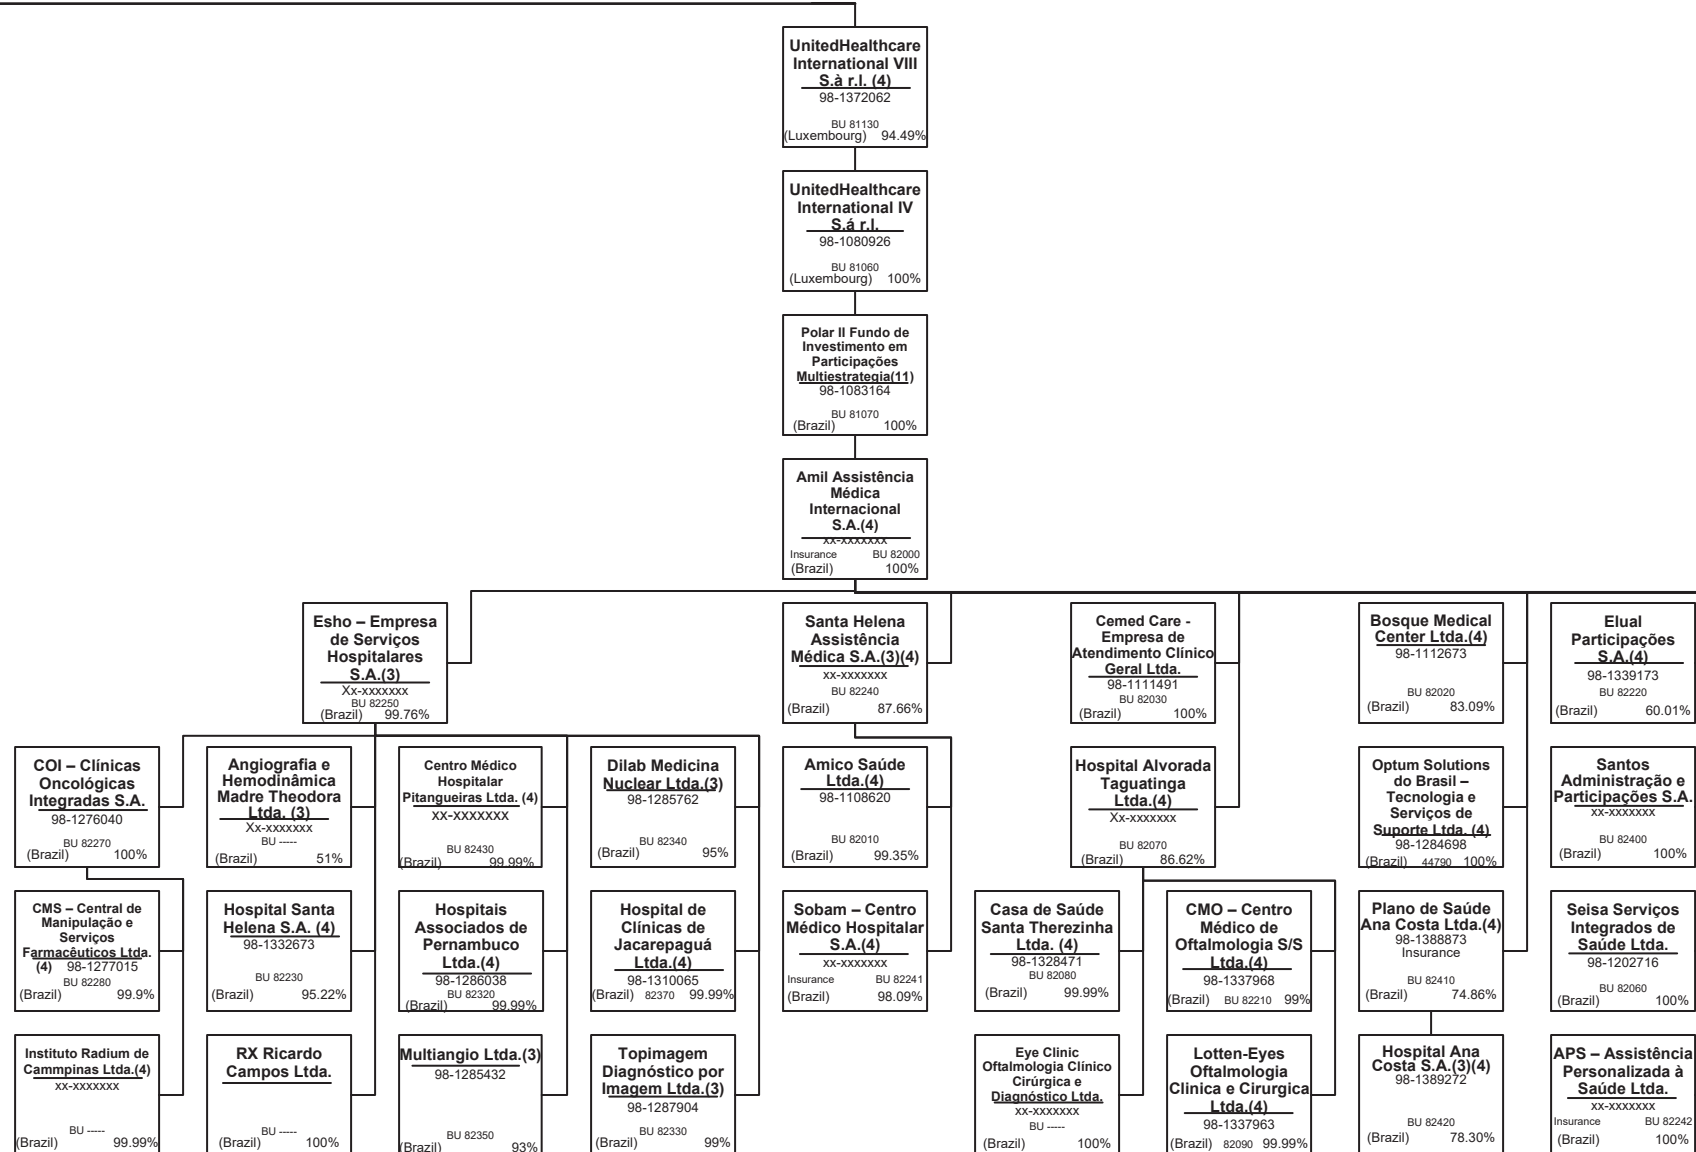 UnitedHealthcare
International VIII
S.à r.l. (4)
98-1372062
BU 81130
(Luxembourg) 94.49%
UnitedHealthcare
International IV
S.á r.l.
98-1080926
BU 81060
(Luxembourg) 100%
Polar II Fundo de
Investimento em
Participações
Multiestrategia(11)
98-1083164
BU 81070
(Brazil) 100%
Amil Assistência
Médica
Internacional
S.A.(4)
xx-xxxxxxx
Insurance BU 82000
(Brazil) 100%
Esho – Empresa
de Serviços
Hospitalares
S.A.(3)
Xx-xxxxxxx
BU 82250
(Brazil) 99.76%
Santa Helena
Assistência
Médica S.A.(3)(4)
xx-xxxxxxx
BU 82240
(Brazil) 87.66%
Cemed Care -
Empresa de
Atendimento Clínico
Geral Ltda.
98-1111491
BU 82030
(Brazil) 100%
Bosque Medical
Center Ltda.(4)
98-1112673
BU 82020
(Brazil) 83.09%
Elual
Participações
S.A.(4)
98-1339173
BU 82220
(Brazil) 60.01%
COI – Clínicas
Oncológicas
Integradas S.A.
98-1276040
BU 82270
(Brazil) 100%
Angiografia e
Hemodinâmica
Madre Theodora
Ltda. (3)
Xx-xxxxxxx
BU -----
(Brazil) 51%
Centro Médico
Hospitalar
Pitangueiras Ltda. (4)
xx-xxxxxxx
BU 82430
(Brazil) 99.99%
Dilab Medicina
Nuclear Ltda.(3)
98-1285762
BU 82340
(Brazil) 95%
Amico Saúde
Ltda.(4)
98-1108620
BU 82010
(Brazil) 99.35%
Hospital Alvorada
Taguatinga
Ltda.(4)
Xx-xxxxxxx
BU 82070
(Brazil) 86.62%
Optum Solutions
do Brasil –
Tecnologia e
Serviços de
Suporte Ltda. (4)
98-1284698
(Brazil) 44790 100%
Santos
Administração e
Participações S.A.
xx-xxxxxxx
BU 82400
(Brazil) 100%
CMS – Central de
Manipulação e
Serviços
Farmacêuticos Ltda.
(4) 98-1277015
BU 82280
(Brazil) 99.9%
Hospital Santa
Helena S.A. (4)
98-1332673
BU 82230
(Brazil) 95.22%
Hospitais
Associados de
Pernambuco
Ltda.(4)
98-1286038
BU 82320
(Brazil) 99.99%
Hospital de
Clínicas de
Jacarepaguá
Ltda.(4)
98-1310065
(Brazil) 82370 99.99%
Sobam – Centro
Médico Hospitalar
S.A.(4)
xx-xxxxxxx
Insurance BU 82241
(Brazil) 98.09%
Casa de Saúde
Santa Therezinha
Ltda. (4)
98-1328471
BU 82080
(Brazil) 99.99%
CMO – Centro
Médico de
Oftalmologia S/S
Ltda.(4)
98-1337968
(Brazil) BU 82210 99%
Plano de Saúde
Ana Costa Ltda.(4)
98-1388873
Insurance
BU 82410
(Brazil) 74.86%
Seisa Serviços
Integrados de
Saúde Ltda.
98-1202716
BU 82060
(Brazil) 100%
Instituto Radium de
Cammpinas Ltda.(4)
xx-xxxxxxx
BU -----
(Brazil) 99.99%
RX Ricardo
Campos Ltda.
BU -----
(Brazil) 100%
Multiangio Ltda.(3)
98-1285432
BU 82350
(Brazil) 93%
Topimagem
Diagnóstico por
Imagem Ltda.(3)
98-1287904
BU 82330
(Brazil) 99%
Eye Clinic
Oftalmologia Clínico
Cirúrgica e
Diagnóstico Ltda.
xx-xxxxxxx
BU -----
(Brazil) 100%
Lotten-Eyes
Oftalmologia
Clinica e Cirurgica
Ltda.(4)
98-1337963
(Brazil) 82090 99.99%
Hospital Ana
Costa S.A.(3)(4)
98-1389272
BU 82420
(Brazil) 78.30%
APS – Assistência
Personalizada à
Saúde Ltda.
xx-xxxxxxx
Insurance BU 82242
(Brazil) 100%